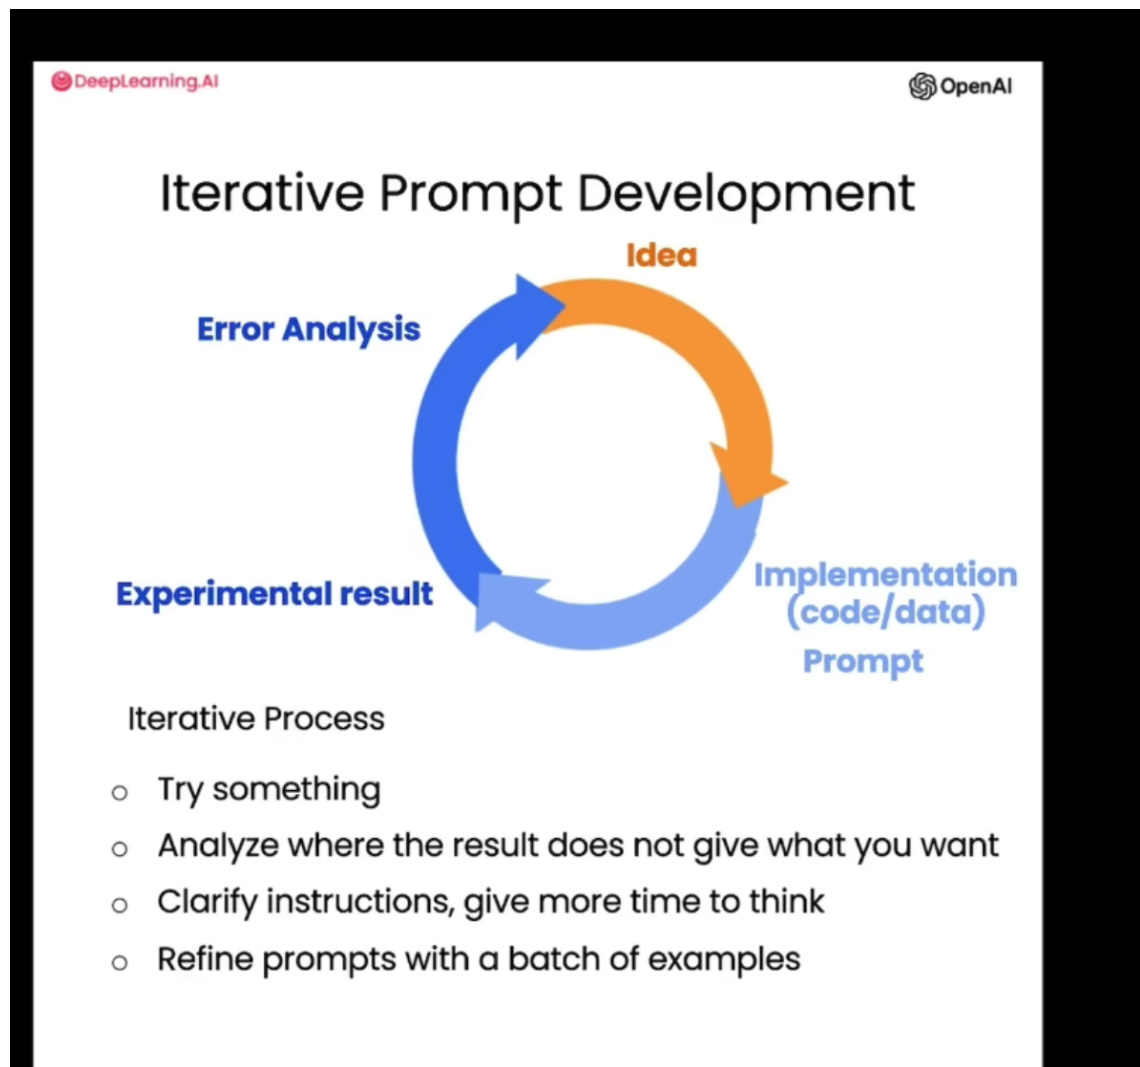 DeepLearning.AI
OpenAI
Iterative Prompt Development
Idea
Error Analysis
Implementation
(code/data)
Prompt
Experimental result
Iterative Process
Try something
Analyze where the result does not give what you want
Clarify instructions, give more time to think
Refine prompts with a batch of examples